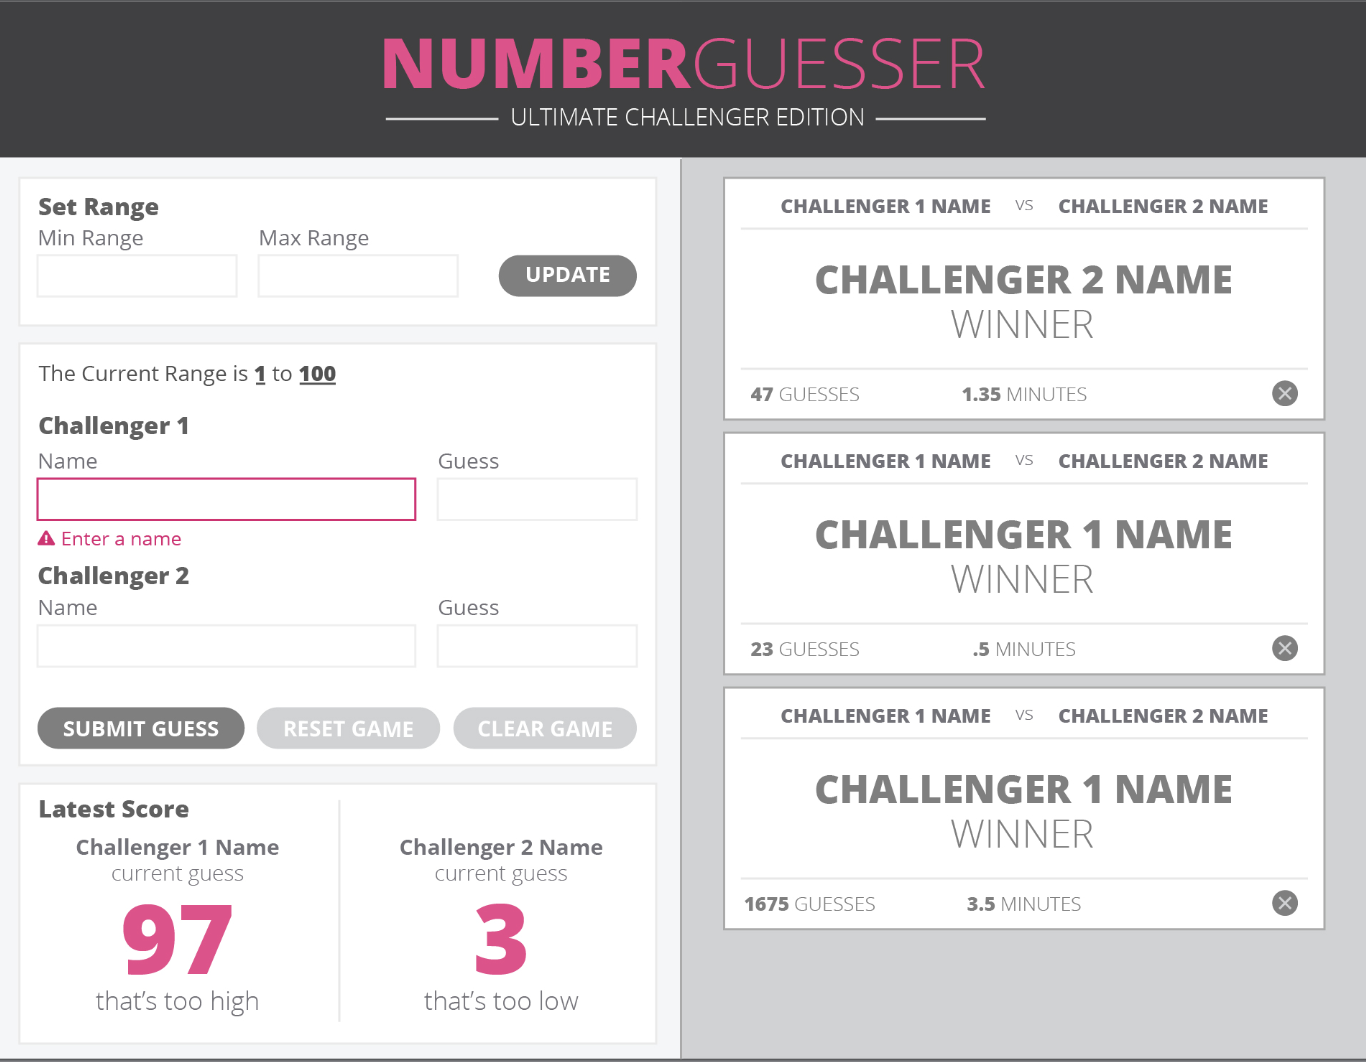 NUMBERGUESSER
ULTIMATE CHALLENGER EDITION
Set Range
Min Range Max Range
UPDATE
The Current Range is 1 to 100
Challenger 1
Name Guess
Enter a name
Challenger 2
Name Guess
SUBMIT GUESS RESET GAME CLEAR GAME
Latest Score
Challenger 1 Name
current guess
97
that's too high
Challenger 2 Name
current guess
3
that's too low
CHALLENGER 1 NAME VS CHALLENGER 2 NAME
CHALLENGER 2 NAME
WINNER
47 GUESSES 1.35 MINUTES
CHALLENGER 1 NAME VS CHALLENGER 2 NAME
CHALLENGER 1 NAME
WINNER
23 GUESSES .5 MINUTES
CHALLENGER 1 NAME VS CHALLENGER 2 NAME
CHALLENGER 1 NAME
WINNER
1675 GUESSES 3.5 MINUTES